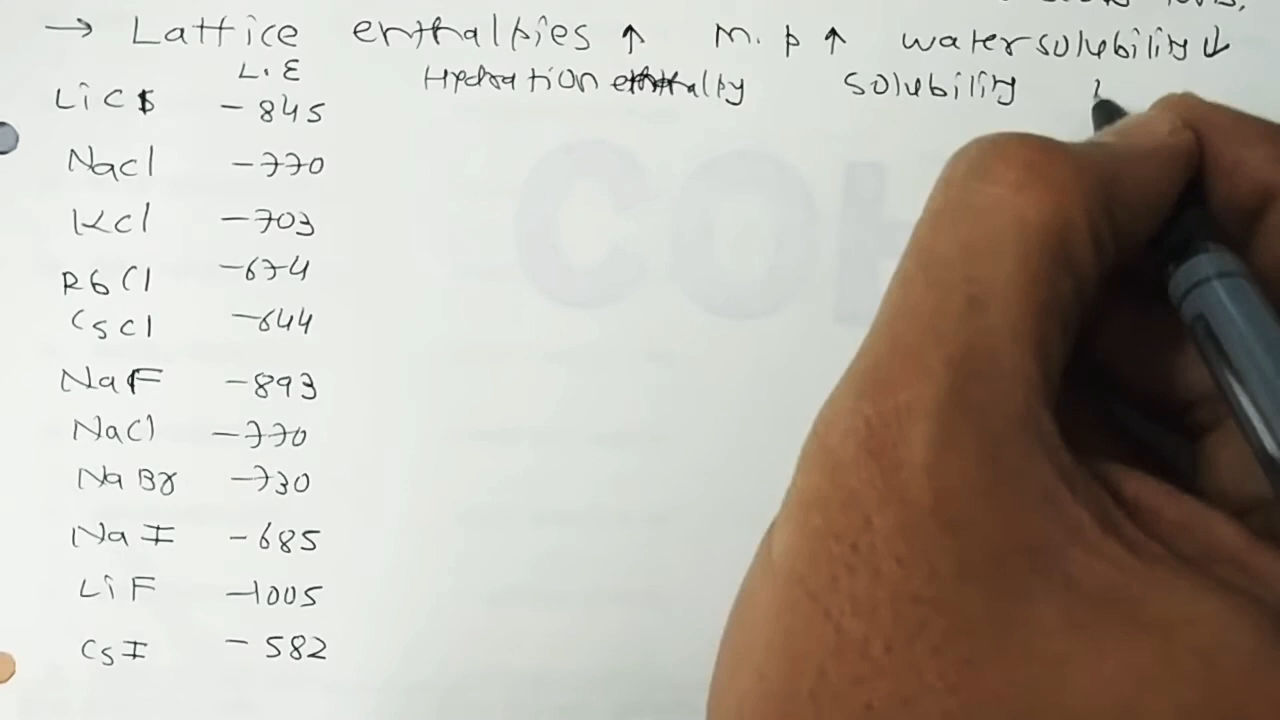 → Lattice enthalpies ↑ m.p ↑ water solubility ↓
L.E Hydration enthalpy solubility
LiCl -845
NaCl -770
KCl -703
RbCl -674
CsCl -644
NaF -893
NaCl -770
NaBr -730
NaI -685
LiF -1005
CsI -582